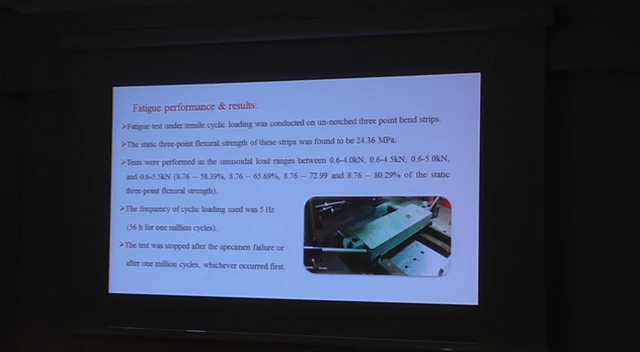 Fatigue performance & results:
➢Fatigue test under tensile cyclic loading was conducted on un-notched three point bend strips.
➢The static three-point flexural strength of these strips was found to be 24.36 MPa.
➢Tests were performed in the sinusoidal load ranges between 0.6-4.0kN, 0.6-4.5kN, 0.6-5.0kN,
and 0.6-5.5kN (8.76 – 58.39%, 8.76 – 65.69%, 8.76 – 72.99 and 8.76 – 80.29% of the static
three-point flexural strength).
➢The frequency of cyclic loading used was 5 Hz
(56 h for one million cycles).
➢The test was stopped after the specimen failure or
after one million cycles, whichever occurred first.